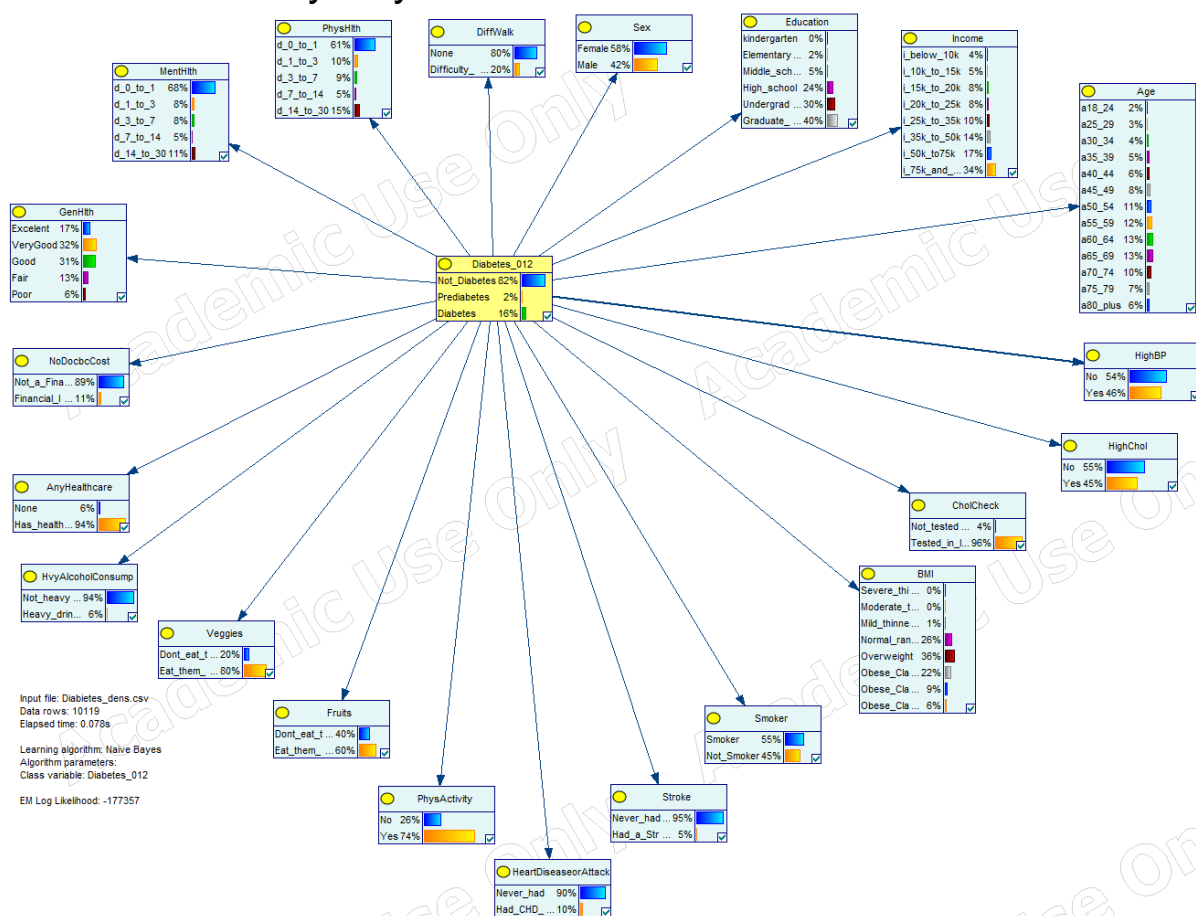 PhysHlth
d_0_to_1 61%
d_1_to_3 10%
d_3_to_7 9%
d_7_to_14 5%
d_14_to_30 15%
DiffWalk
None 80%
Difficulty_ ... 20%
Sex
Female 58%
Male 42%
Education
kindergarten 0%
Elementary ... 2%
Middle_sch... 5%
High_school 24%
Undergrad ... 30%
Graduate_ ... 40%
Income
i_below_10k 4%
i_10k_to_15k 5%
i_15k_to_20k 8%
i_20k_to_25k 8%
i_25k_to_35k 10%
i_35k_to_50k 14%
i_50k_to75k 17%
i_75k_and_... 34%
MentHlth
d_0_to_1 68%
d_1_to_3 8%
d_3_to_7 8%
d_7_to_14 5%
d_14_to_30 11%
Age
a18_24 2%
a25_29 3%
a30_34 4%
a35_39 5%
a40_44 6%
a45_49 8%
a50_54 11%
a55_59 12%
a60_64 13%
a65_69 13%
a70_74 10%
a75_79 7%
a80_plus 6%
GenHlth
Excelent 17%
VeryGood 32%
Good 31%
Fair 13%
Poor 6%
Diabetes_012
Not_Diabetes 82%
Prediabetes 2%
Diabetes 16%
NoDocbcCost
Not_a_Fina... 89%
Financial_I ... 11%
HighBP
No 54%
Yes 46%
HighChol
No 55%
Yes 45%
AnyHealthcare
None 6%
Has_health... 94%
CholCheck
Not_tested ... 4%
Tested_in_l... 96%
HvyAlcoholConsump
Not_heavy ... 94%
Heavy_drin... 6%
BMI
Severe_thi ... 0%
Moderate_t... 0%
Mild_thinne... 1%
Normal_ran... 26%
Overweight 36%
Obese_Cla... 22%
Obese_Cla... 9%
Obese_Cla ... 6%
Veggies
Dont_eat_t ... 20%
Eat_them_ ... 80%
Fruits
Dont_eat_t ... 40%
Eat_them_ ... 60%
Smoker
Smoker 55%
Not_Smoker 45%
Input file: Diabetes_dens.csv
Data rows: 10119
Elapsed time: 0.078s
Learning algorithm: Naive Bayes
Algorithm parameters:
Class variable: Diabetes_012
EM Log Likelihood: -177357
PhysActivity
No 26%
Yes 74%
Stroke
Never_had ... 95%
Had_a_Str ... 5%
HeartDiseaseorAttack
Never_had 90%
Had_CHD_ ... 10%
Academic Use Only
Academic Use Only
Academic Use Only
Academic Use Only